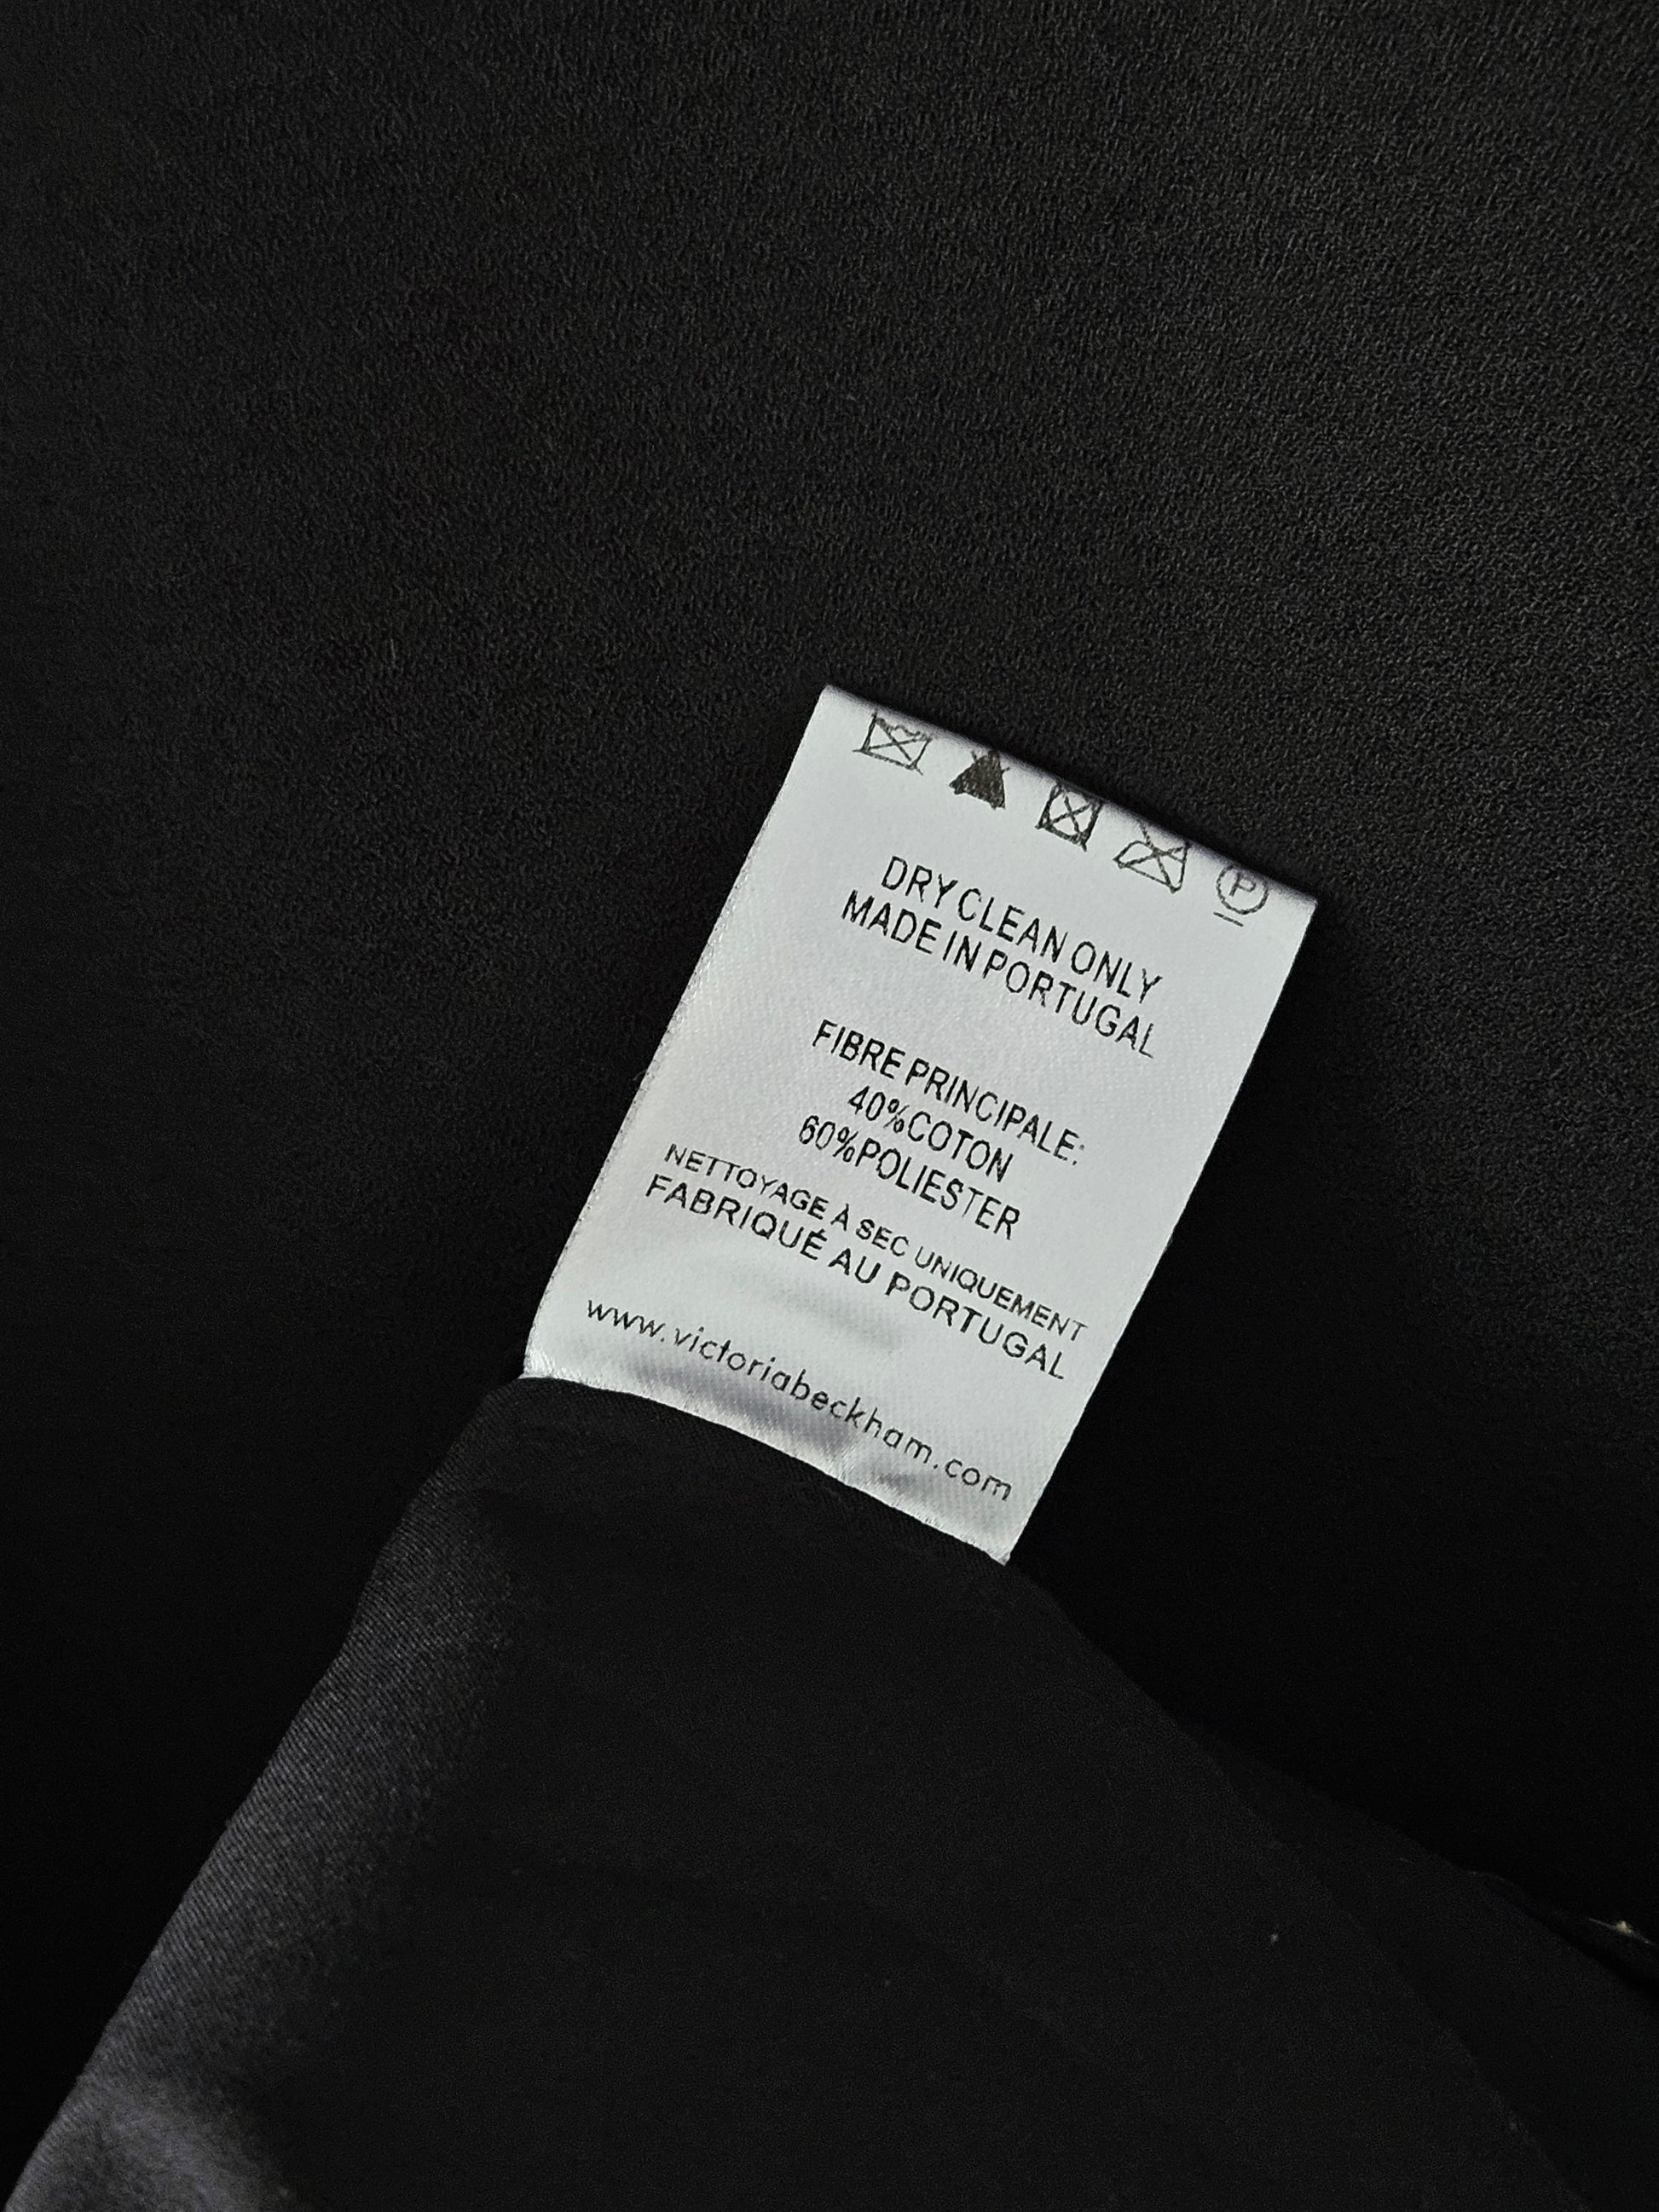 P
DRY CLEAN ONLY
MADE IN PORTUGAL
FIBRE PRINCIPALE:
40%COTON
60%POLIESTER
NETTOYAGE À SEC UNIQUEMENT
FABRIQUÉ AU PORTUGAL
www.victoriabeckham.com